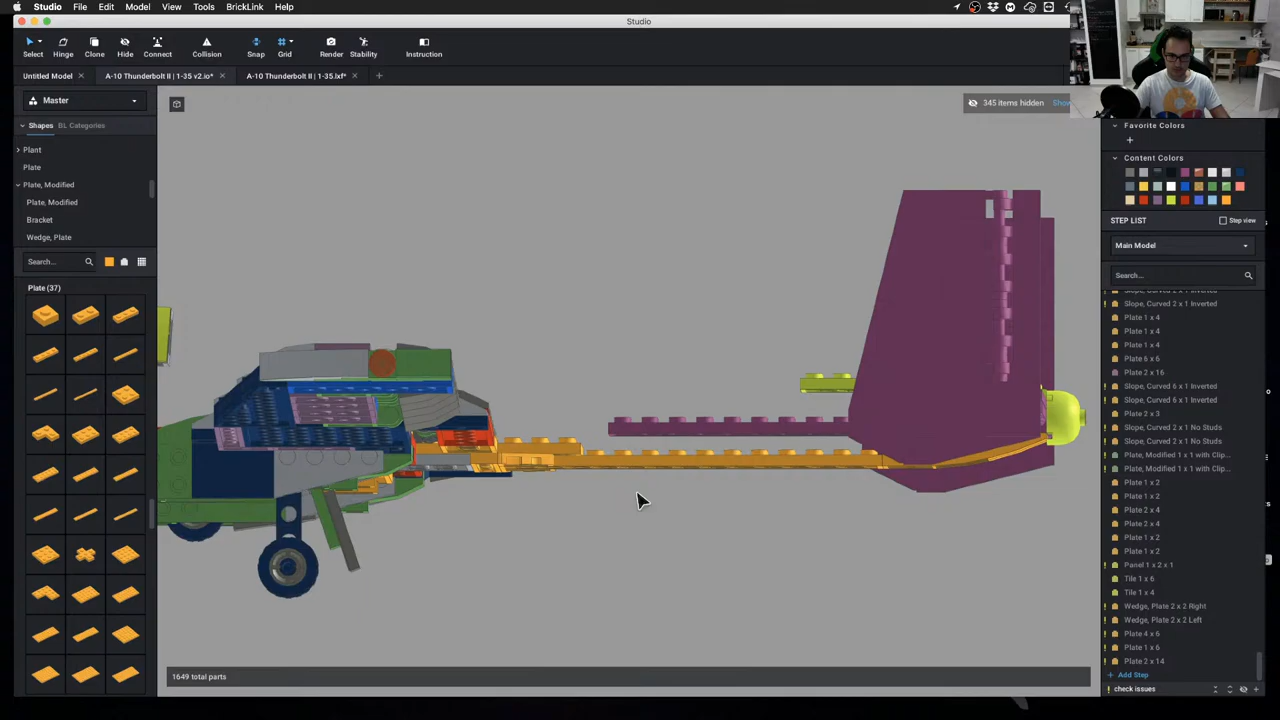 Studio File Edit Model View Tools BrickLink Window Help
Studio
Select Hinge Clone Hide Connect Collision Snap Grid Render Stability Instruction
Untitled Model A-10 Thunderbolt II | 1-35 v2.io* A-10 Thunderbolt II | 1-35.lxf*
Master
345 items hidden
Shapes BL Categories
Favorite Colors
Plant
Plate
Content Colors
Plate, Modified
Plate, Modified
Bracket
STEP LIST Step view
Wedge, Plate
Main Model
Search...
Search...
Plate (37)
Slope, Curved 2 x 1 Inverted
Slope, Curved 2 x 1 Inverted
Plate 1 x 4
Plate 1 x 4
Plate 1 x 4
Plate 6 x 6
Plate 2 x 16
Slope, Curved 6 x 1 Inverted
Slope, Curved 6 x 1 Inverted
Plate 2 x 3
Slope, Curved 2 x 1 No Studs
Slope, Curved 2 x 1 No Studs
Plate, Modified 1 x 1 with Clip...
Plate, Modified 1 x 1 with Clip...
Plate 1 x 2
Plate 1 x 2
Plate 2 x 4
Plate 2 x 4
Plate 1 x 2
Plate 1 x 2
Panel 1 x 2 x 1
Tile 1 x 6
Tile 1 x 4
Wedge, Plate 2 x 2 Right
Wedge, Plate 2 x 2 Left
Plate 4 x 6
Plate 1 x 6
Plate 2 x 14
Add Step
1649 total parts
check issues